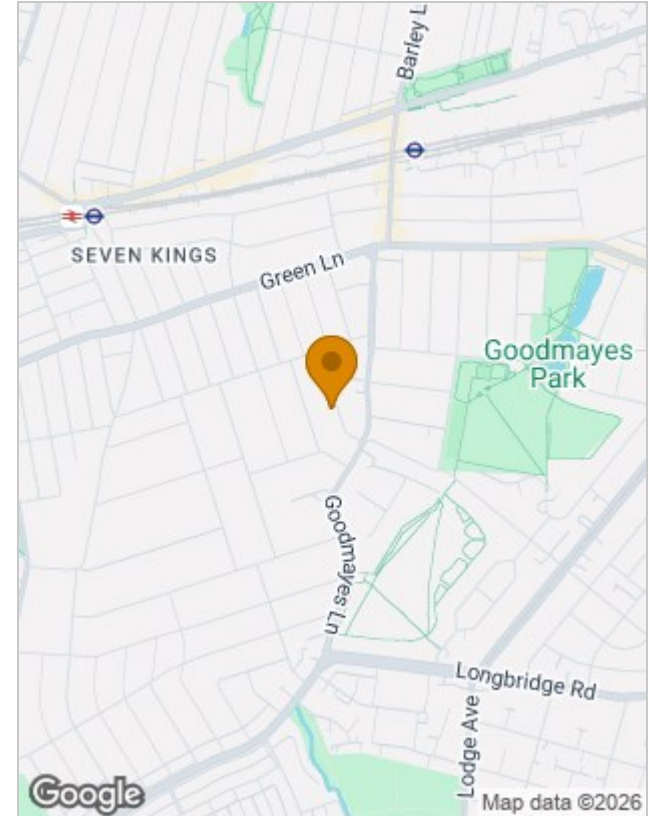 Barley L
SEVEN KINGS
Green Ln
Goodmayes
Park
Goodmayes Ln
Longbridge Rd
Lodge Ave
Google
Map data ©2026